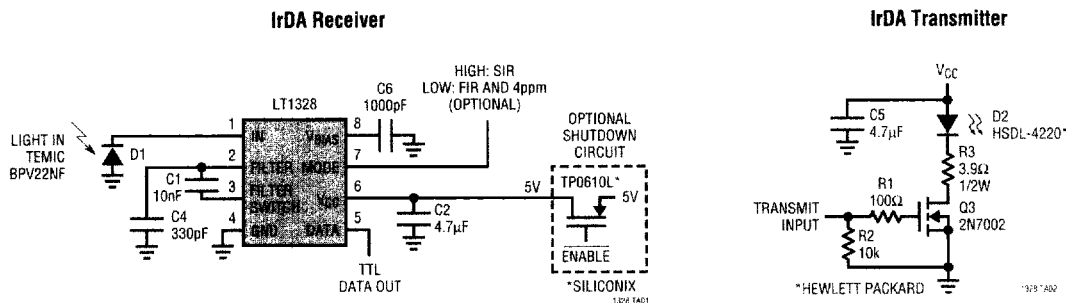 IrDA Receiver
LIGHT IN
TEMIC
BPV22NF
D1
LT1328
1
IN
2
FILTER
3
FILTER
SWITCH
4
GND
8
VBIAS
7
MODE
6
VCC
5
DATA
C1
10nF
C4
330pF
C6
1000pF
HIGH: SIR
LOW: FIR AND 4ppm
(OPTIONAL)
C2
4.7µF
TTL
DATA OUT
OPTIONAL
SHUTDOWN
CIRCUIT
5V
TP0610L*
5V
ENABLE
*SILICONIX
1328 TA01
IrDA Transmitter
VCC
C5
4.7µF
D2
HSDL-4220*
R3
3.9Ω
1/2W
R1
100Ω
TRANSMIT
INPUT
R2
10k
Q3
2N7002
*HEWLETT PACKARD
1328 TA02